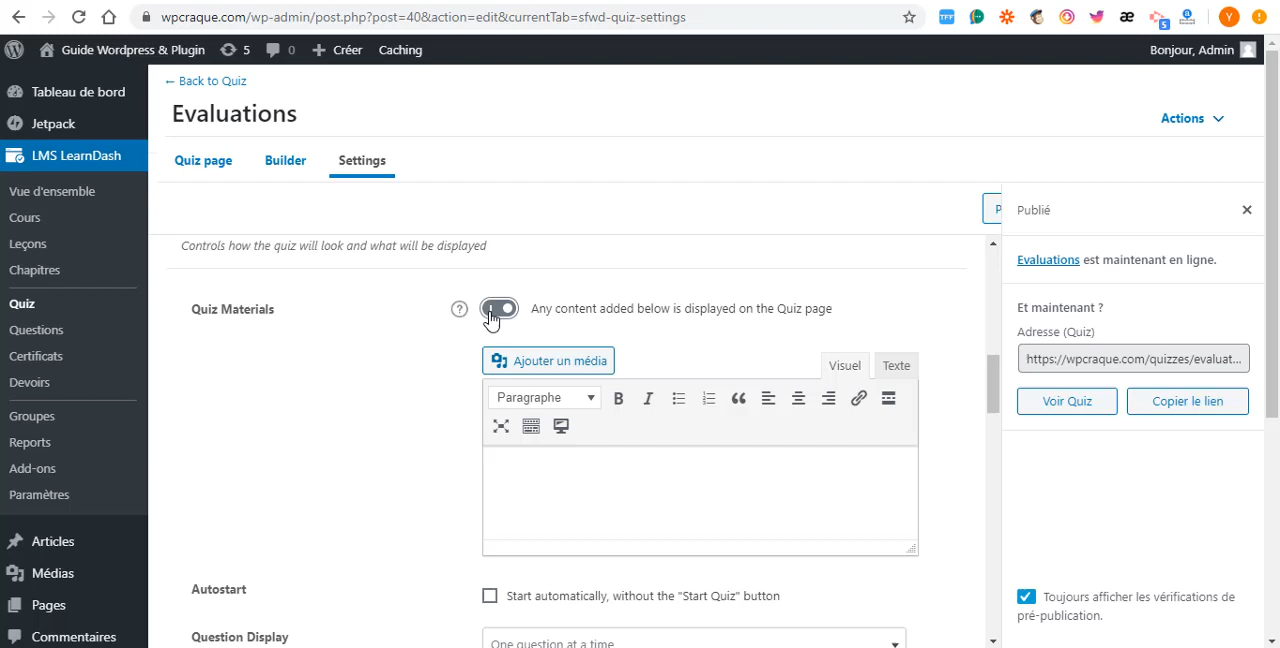 wpcraque.com/wp-admin/post.php?post=40&action=edit&currentTab=sfwd-quiz-settings
TFF
æ
5
Y
Guide Wordpress & Plugin
5
0
Créer
Caching
Bonjour, Admin
Tableau de bord
Jetpack
LMS LearnDash
Vue d'ensemble
Cours
Leçons
Chapitres
Quiz
Questions
Certificats
Devoirs
Groupes
Reports
Add-ons
Paramètres
Articles
Médias
Pages
Commentaires
← Back to Quiz
Evaluations
Actions
Quiz page
Builder
Settings
P
Controls how the quiz will look and what will be displayed
Quiz Materials
?
Any content added below is displayed on the Quiz page
Ajouter un média
Visuel
Texte
Paragraphe
B
I
Autostart
Start automatically, without the "Start Quiz" button
Question Display
One question at a time
Publié
Evaluations est maintenant en ligne.
Et maintenant ?
Adresse (Quiz)
https://wpcraque.com/quizzes/evaluat...
Voir Quiz
Copier le lien
Toujours afficher les vérifications de
pré-publication.